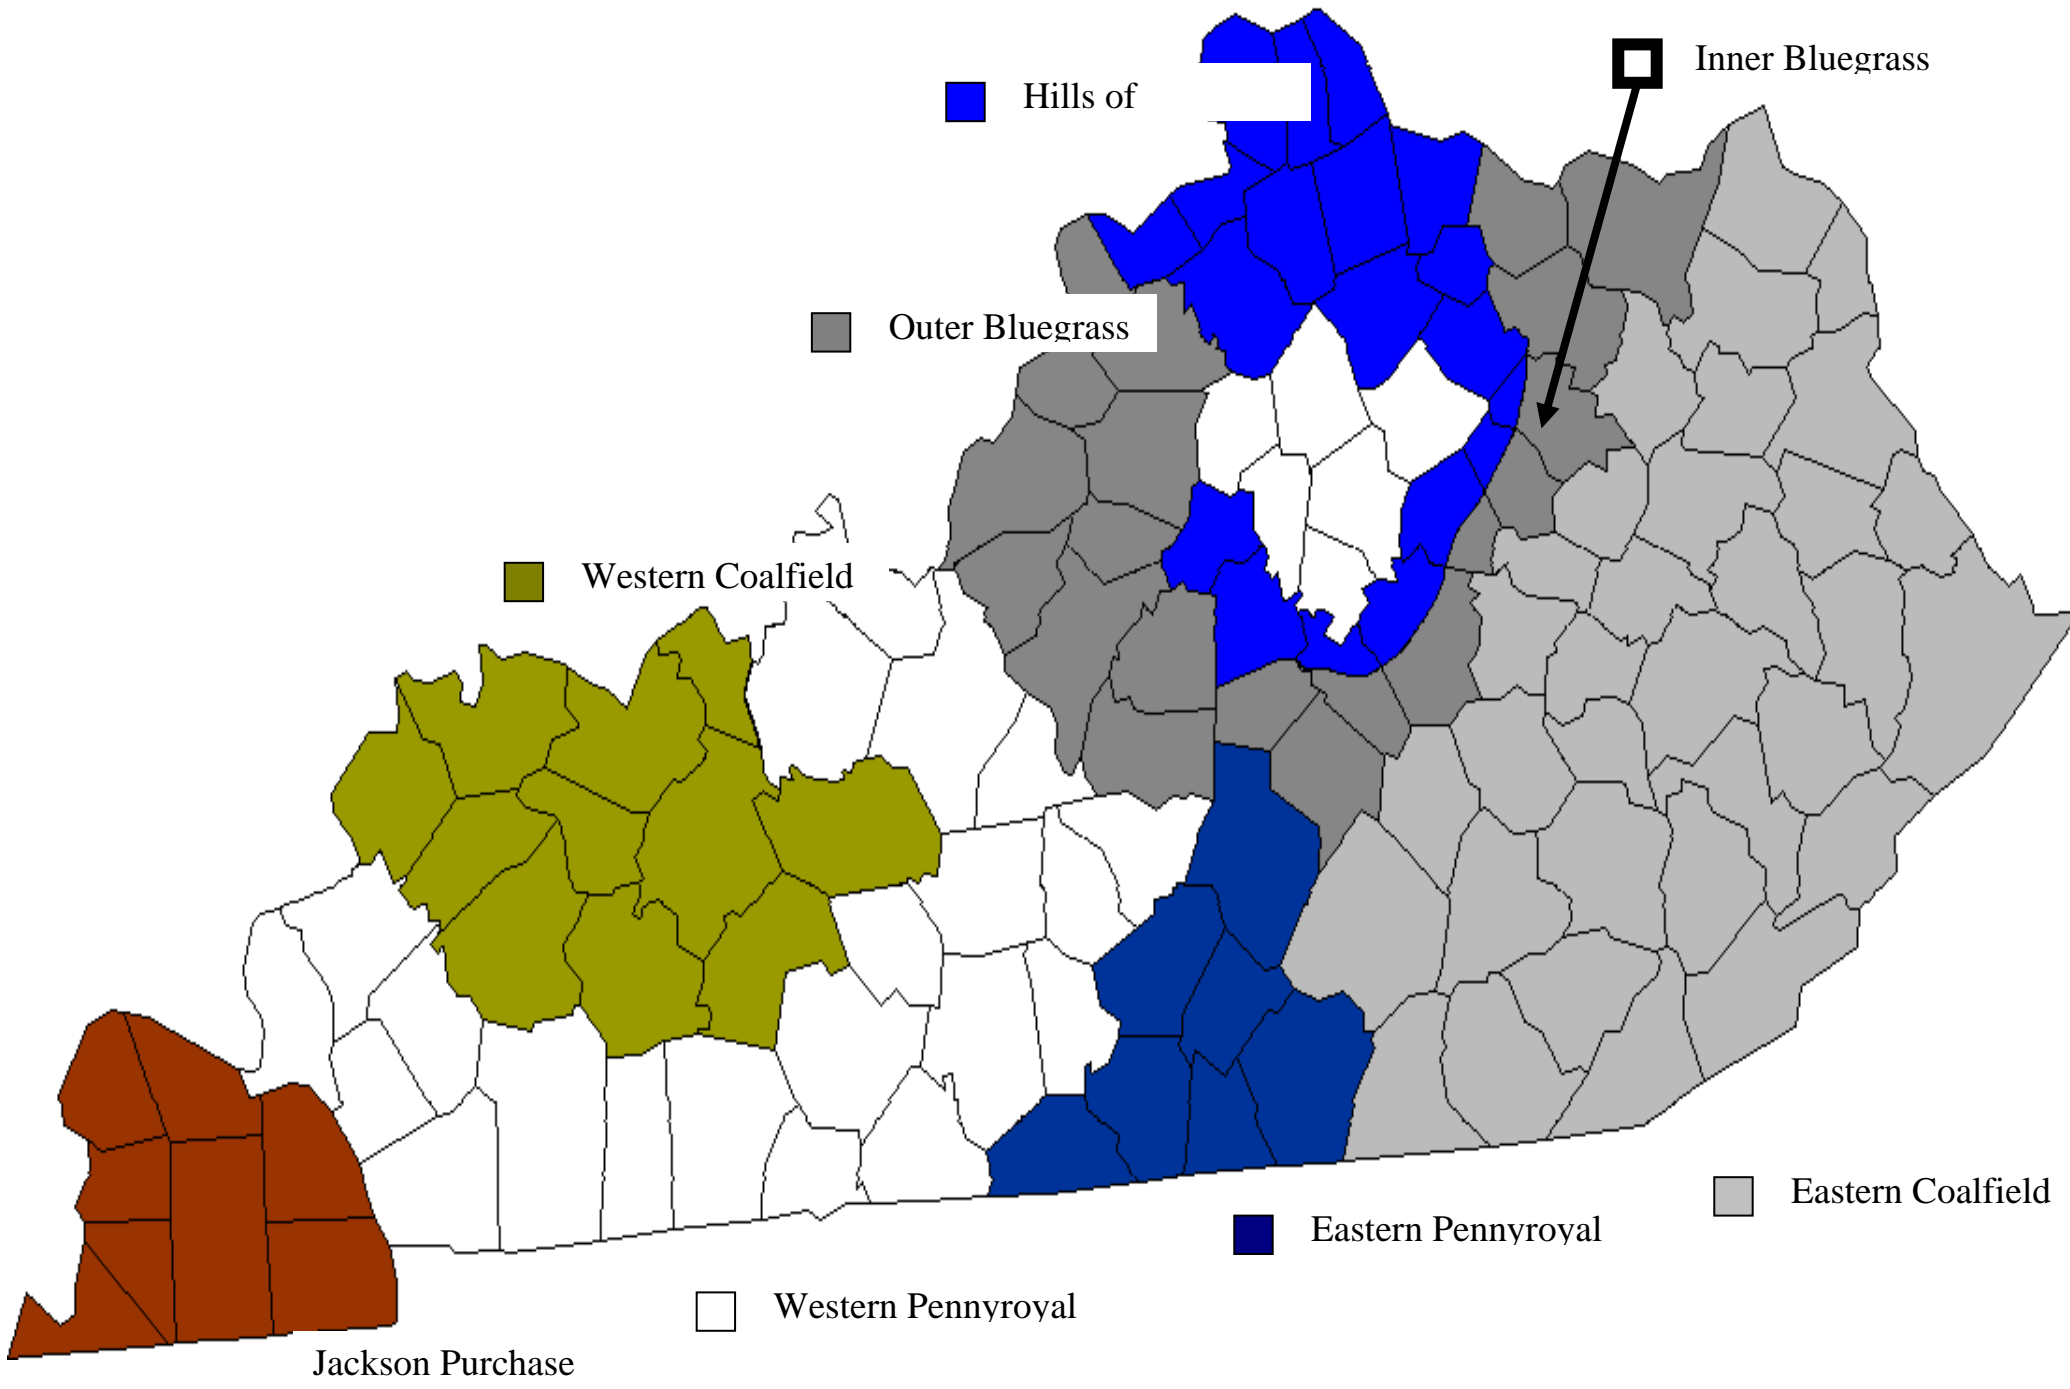 Inner Bluegrass
Hills of
Outer Bluegrass
Western Coalfield
Eastern Coalfield
Eastern Pennyroyal
Western Pennyroyal
Jackson Purchase